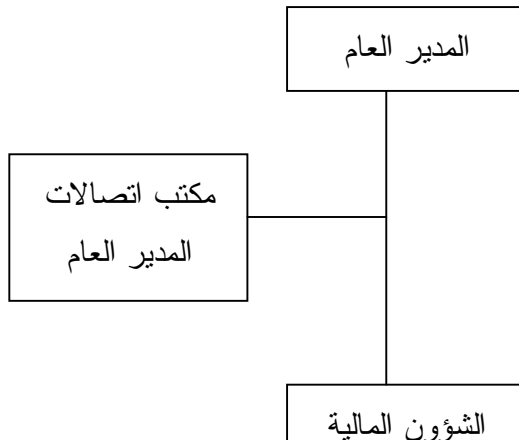 المدير العام
مكتب اتصالات
المدير العام
الشؤون المالية